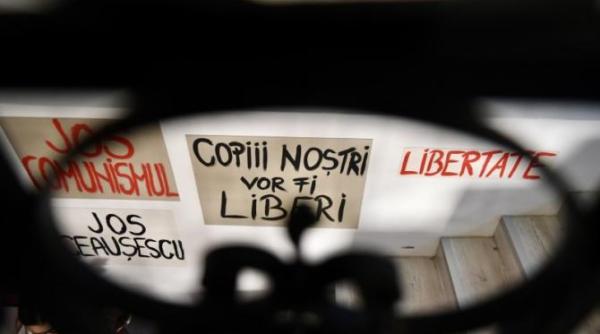 JOS
COMUNISMUL
COPIII NOȘTRI
VOR FI
LIBERI
LIBERTATE
JOS
CEAUȘESCU